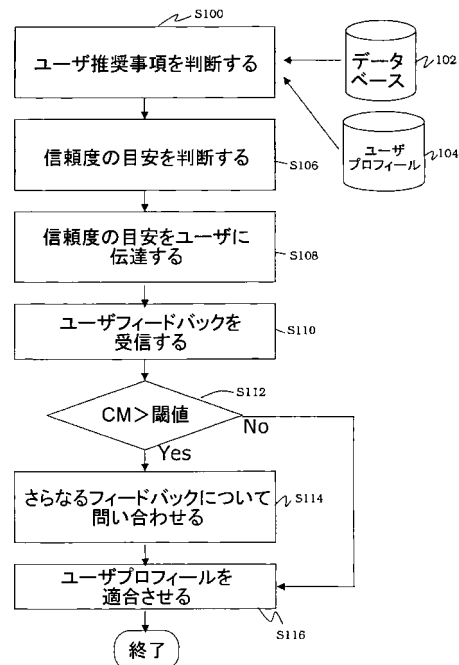 S100
ユーザ推奨事項を判断する
データ
ベース
102
ユーザ
プロフィール
104
信頼度の目安を判断する
S106
信頼度の目安をユーザに
伝達する
S108
ユーザフィードバックを
受信する
S110
CM>閾値
S112
No
Yes
さらなるフィードバックについて
問い合わせる
S114
ユーザプロフィールを
適合させる
S116
終了